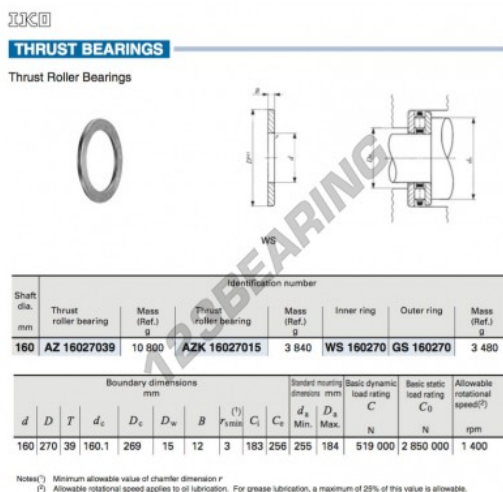 IKO
THRUST BEARINGS
Thrust Roller Bearings
B
r
d
WS
123BEARING
Shaft dia. mm
Identification number
Thrust roller bearing Mass (Ref.) g Thrust roller bearing Mass (Ref.) g Inner ring Outer ring Mass (Ref.) g
160 AZ 16027039 10 800 AZK 16027015 3 840 WS 160270 GS 160270 3 480
Boundary dimensions mm
Standard mounting dimensions mm
Basic dynamic load rating C N
Basic static load rating C0 N
Allowable rotational speed(2) rpm
d D T dc Dc Dw B rs min(1) Ci Ce da Min. Da Max.
160 270 39 160.1 269 15 12 3 183 256 255 184 519 000 2 850 000 1 400
Notes(1) Minimum allowable value of chamfer dimension r
(2) Allowable rotational speed applies to oil lubrication. For grease lubrication, a maximum of 25% of this value is allowable.